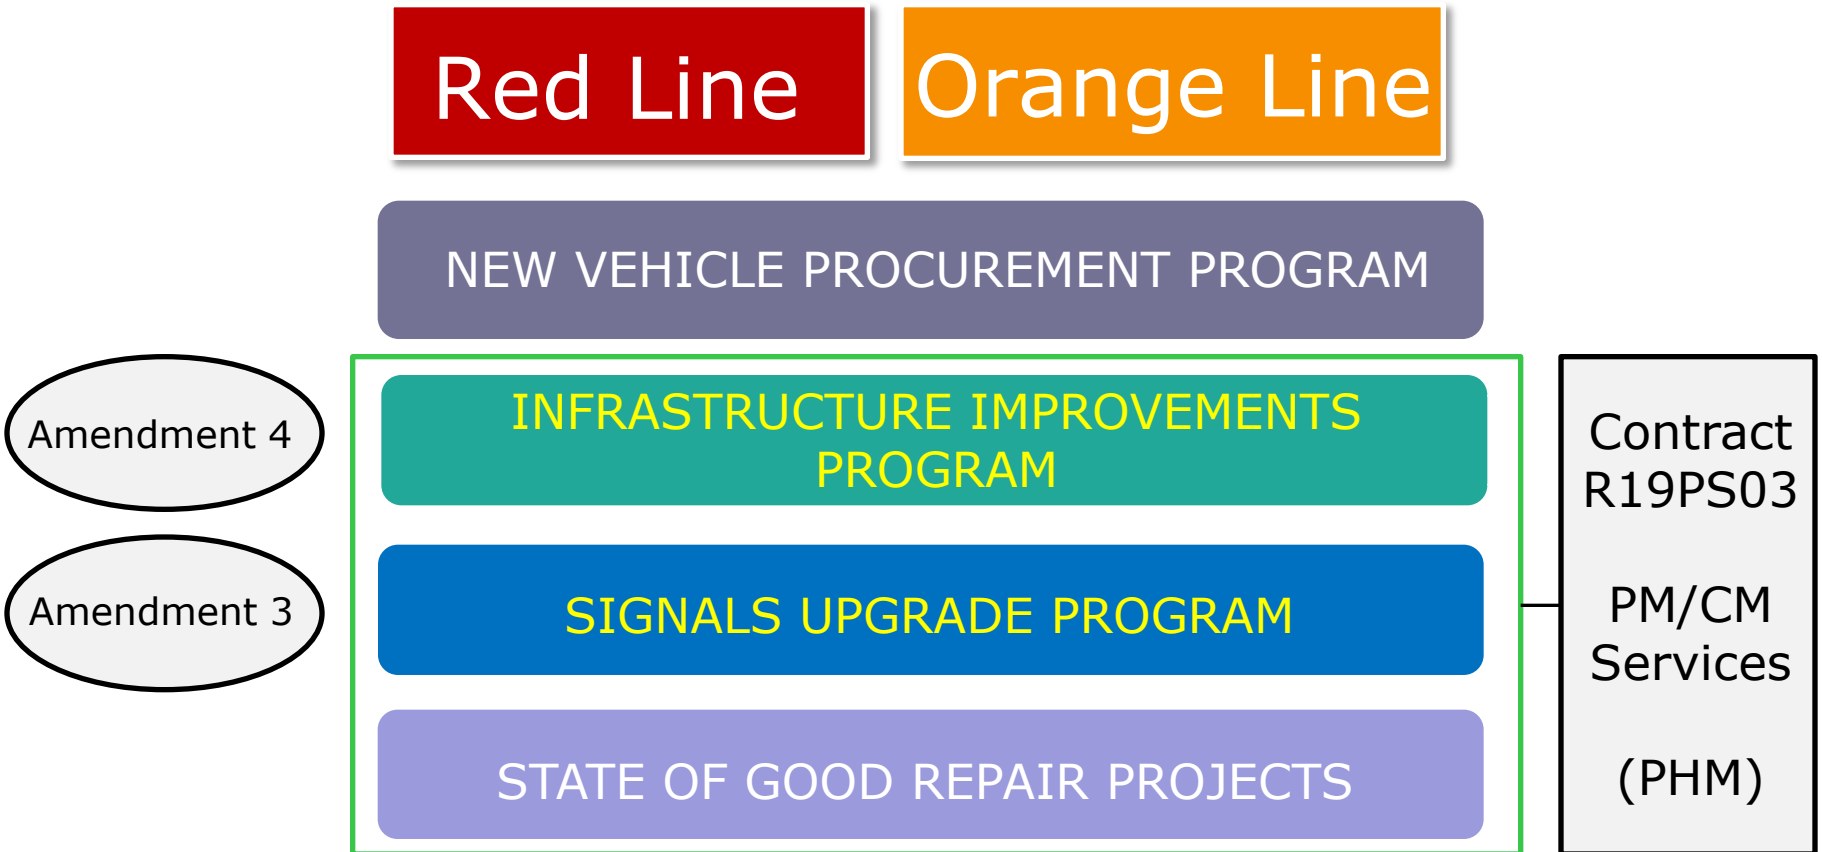 Red Line
Orange Line
NEW VEHICLE PROCUREMENT PROGRAM
Amendment 4
INFRASTRUCTURE IMPROVEMENTS
PROGRAM
Amendment 3
SIGNALS UPGRADE PROGRAM
STATE OF GOOD REPAIR PROJECTS
Contract
R19PS03
PM/CM
Services
(PHM)